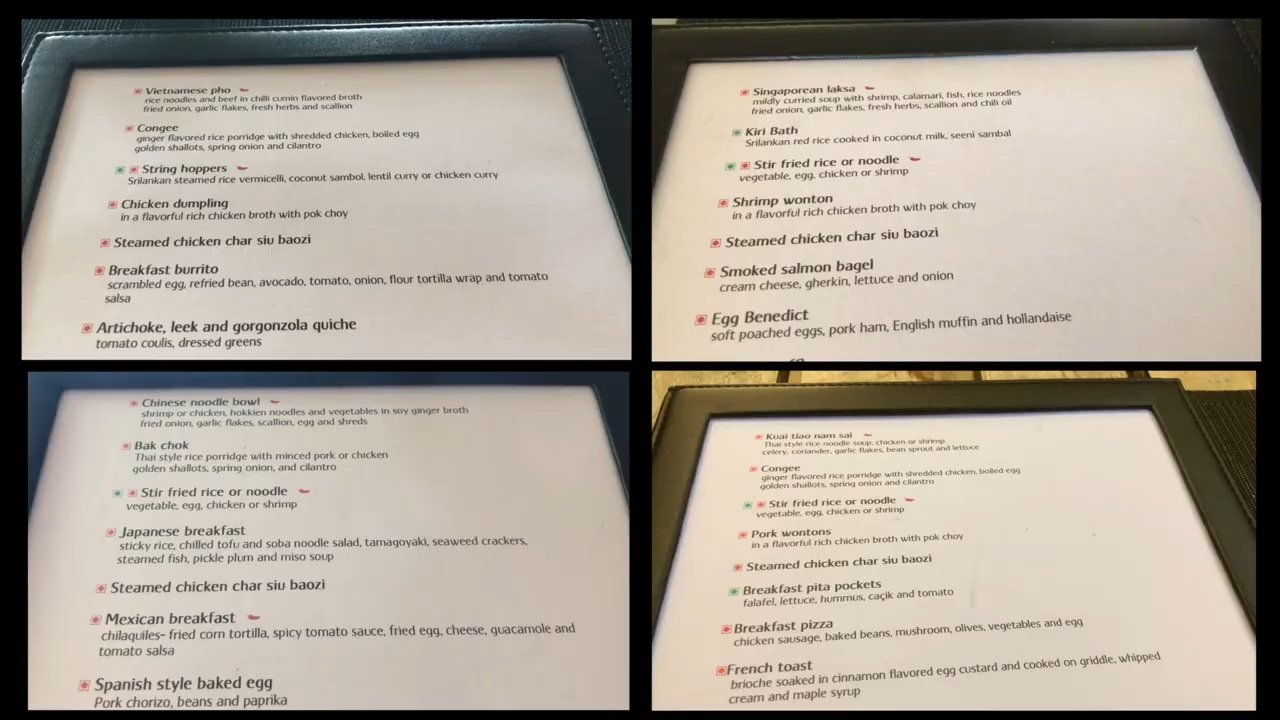 Vietnamese pho
rice noodles and beef in chilli cumin flavored broth
fried onion, garlic flakes, fresh herbs and scallion
Congee
ginger flavored rice porridge with shredded chicken, boiled egg
golden shallots, spring onion and cilantro
String hoppers
Srilankan steamed rice vermicelli, coconut sambol, lentil curry or chicken curry
Chicken dumpling
in a flavorful rich chicken broth with pok choy
Steamed chicken char siu baozi
Breakfast burrito
scrambled egg, refried bean, avocado, tomato, onion, flour tortilla wrap and tomato
salsa
Artichoke, leek and gorgonzola quiche
tomato coulis, dressed greens
Singaporean laksa
mildly curried soup with shrimp, calamari, fish, rice noodles
fried onion, garlic flakes, fresh herbs, scallion and chili oil
Kiri Bath
Srilankan red rice cooked in coconut milk, seeni sambal
Stir fried rice or noodle
vegetable, egg, chicken or shrimp
Shrimp wonton
in a flavorful rich chicken broth with pok choy
Steamed chicken char siu baozi
Smoked salmon bagel
cream cheese, gherkin, lettuce and onion
Egg Benedict
soft poached eggs, pork ham, English muffin and hollandaise
Chinese noodle bowl
shrimp or chicken, hokkien noodles and vegetables in soy ginger broth
fried onion, garlic flakes, scallion, egg and shreds
Bak chok
Thai style rice porridge with minced pork or chicken
golden shallots, spring onion, and cilantro
Stir fried rice or noodle
vegetable, egg, chicken or shrimp
Japanese breakfast
sticky rice, chilled tofu and soba noodle salad, tamagoyaki, seaweed crackers,
steamed fish, pickle plum and miso soup
Steamed chicken char siu baozi
Mexican breakfast
chilaquiles- fried corn tortilla, spicy tomato sauce, fried egg, cheese, guacamole and
tomato salsa
Spanish style baked egg
Pork chorizo, beans and paprika
Kuai tiao nam sai
Thai style rice noodle soup, chicken or shrimp
celery, coriander, garlic flakes, bean sprout and lettuce
Congee
ginger flavored rice porridge with shredded chicken, boiled egg
golden shallots, spring onion and cilantro
Stir fried rice or noodle
vegetable, egg, chicken or shrimp
Pork wontons
in a flavorful rich chicken broth with pok choy
Steamed chicken char siu baozi
Breakfast pita pockets
falafel, lettuce, hummus, caçik and tomato
Breakfast pizza
chicken sausage, baked beans, mushroom, olives, vegetables and egg
French toast
brioche soaked in cinnamon flavored egg custard and cooked on griddle, whipped
cream and maple syrup